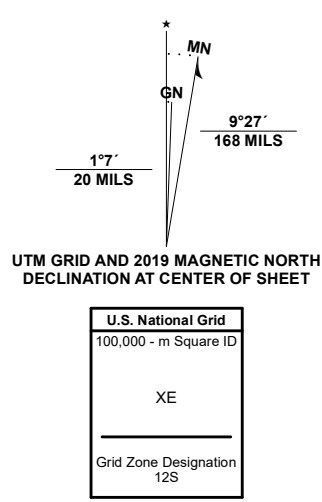 ★
MN
GN
9°27´
168 MILS
1°7´
20 MILS
UTM GRID AND 2019 MAGNETIC NORTH
DECLINATION AT CENTER OF SHEET
U.S. National Grid
100,000 - m Square ID
XE
Grid Zone Designation
12S